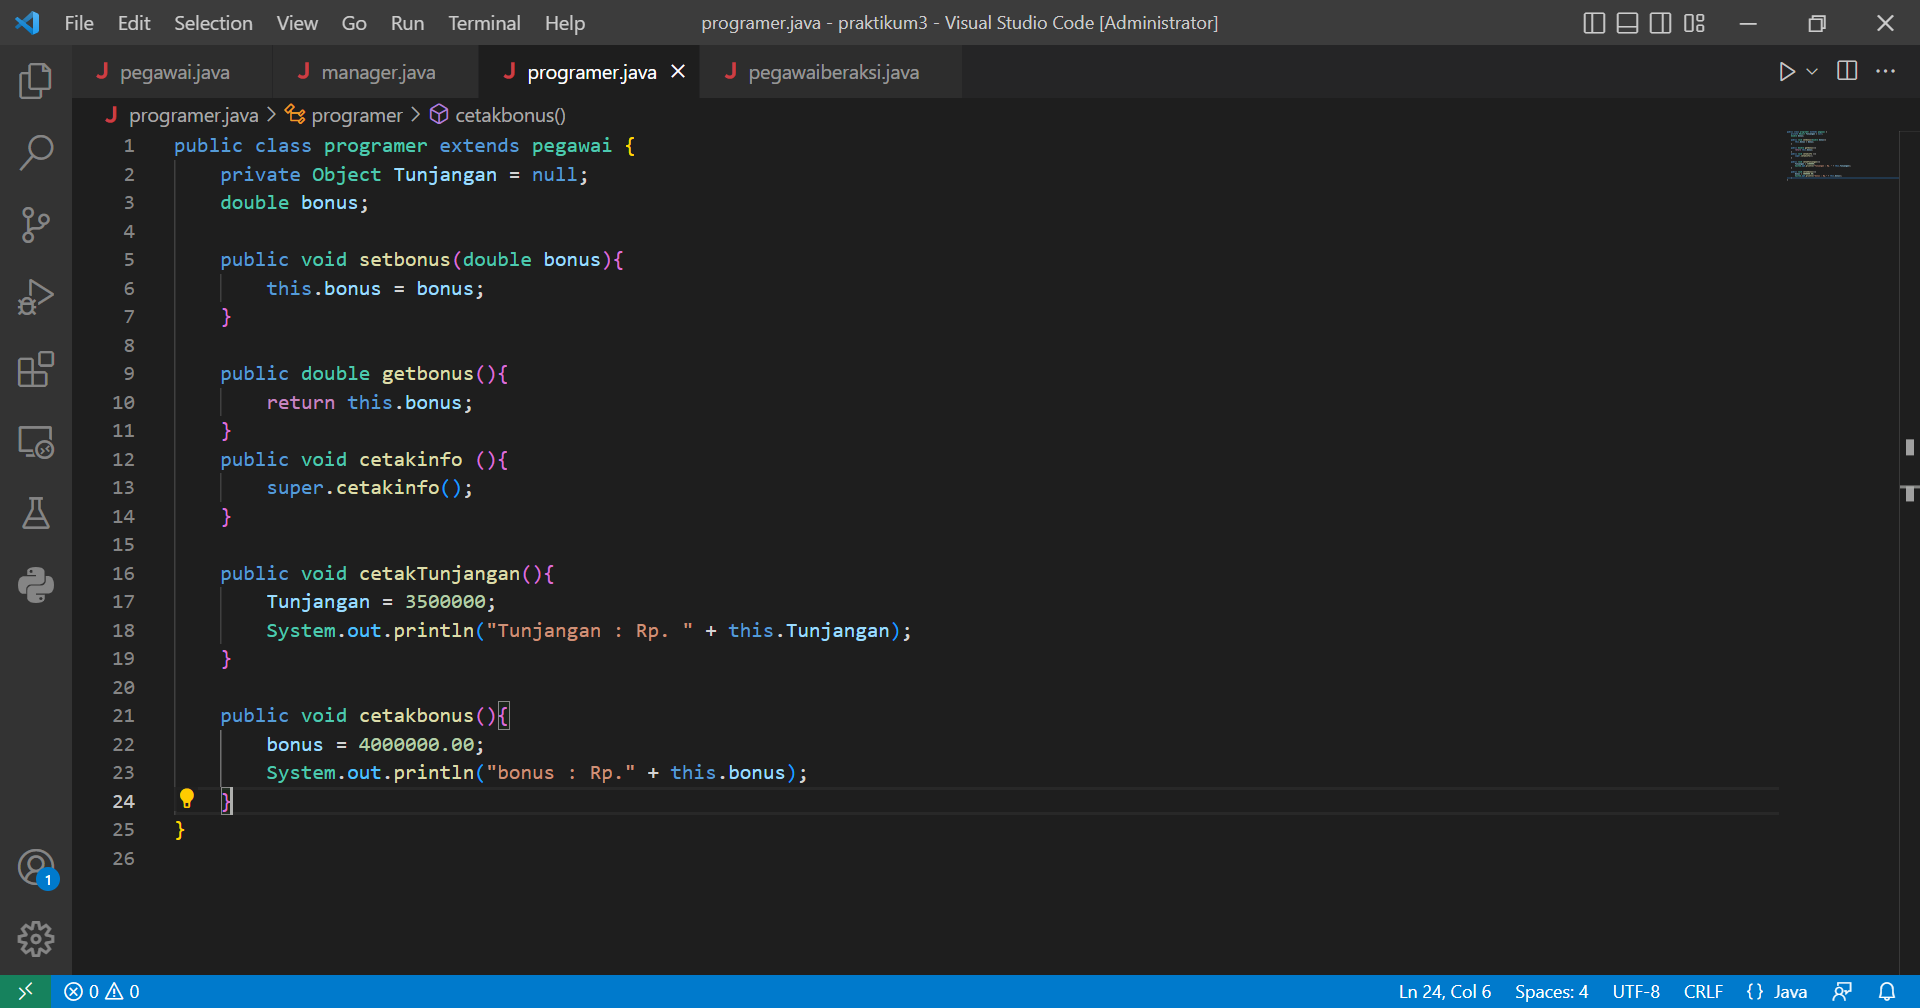 File Edit Selection View Go Run Terminal Help programer.java - praktikum3 - Visual Studio Code [Administrator]
J pegawai.java J manager.java J programer.java J pegawaiberaksi.java
J programer.java > programer > cetakbonus()
1 public class programer extends pegawai {
2 private Object Tunjangan = null;
3 double bonus;
4
5 public void setbonus(double bonus){
6 this.bonus = bonus;
7 }
8
9 public double getbonus(){
10 return this.bonus;
11 }
12 public void cetakinfo (){
13 super.cetakinfo();
14 }
15
16 public void cetakTunjangan(){
17 Tunjangan = 3500000;
18 System.out.println("Tunjangan : Rp. " + this.Tunjangan);
19 }
20
21 public void cetakbonus(){
22 bonus = 4000000.00;
23 System.out.println("bonus : Rp." + this.bonus);
24 }
25 }
26
1
0 0 Ln 24, Col 6 Spaces: 4 UTF-8 CRLF {} Java